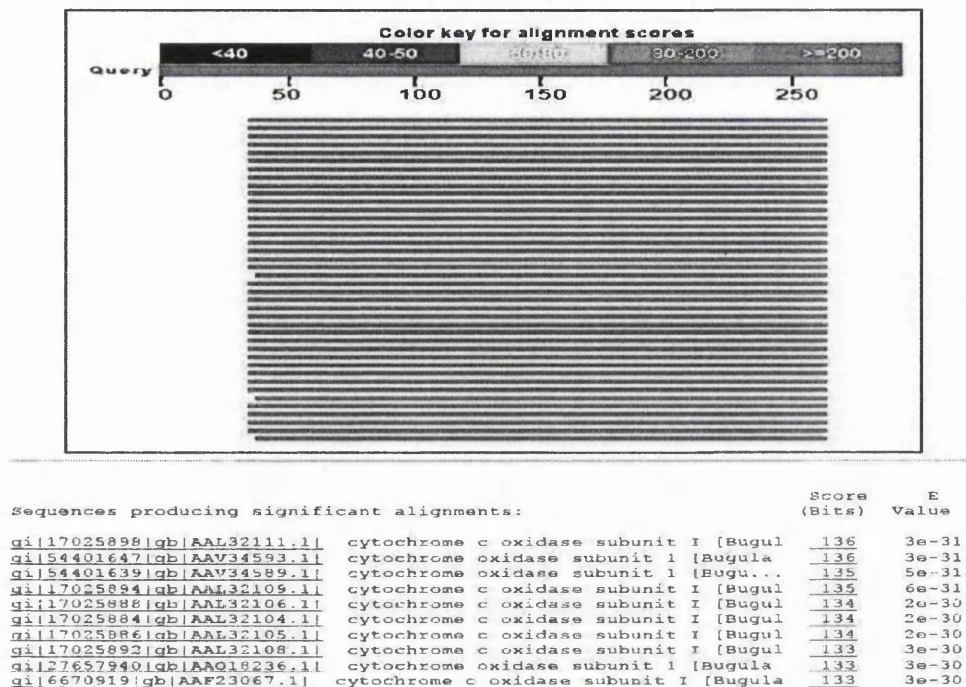 Color key for alignment scores
<40 40-50 50-80 80-200 >=200
Query
0 50 100 150 200 250
Score E
Sequences producing significant alignments: (Bits) Value
gi|17025898|gb|AAL32111.1| cytochrome c oxidase subunit I [Bugul 136 3e-31
gi|54401647|gb|AAV34593.1| cytochrome oxidase subunit 1 [Bugula 136 3e-31
gi|54401639|gb|AAV34589.1| cytochrome oxidase subunit 1 [Bugu... 135 5e-31
gi|17025894|gb|AAL32109.1| cytochrome c oxidase subunit I [Bugul 135 6e-31
gi|17025888|gb|AAL32106.1| cytochrome c oxidase subunit I [Bugul 134 2e-30
gi|17025884|gb|AAL32104.1| cytochrome c oxidase subunit I [Bugul 134 2e-30
gi|17025886|gb|AAL32105.1| cytochrome c oxidase subunit I [Bugul 134 2e-30
gi|17025892|gb|AAL32108.1| cytochrome c oxidase subunit I [Bugul 133 3e-30
gi|27657940|gb|AAO18236.1| cytochrome oxidase subunit 1 [Bugula 133 3e-30
gi|6670919|gb|AAF23067.1| cytochrome c oxidase subunit I [Bugula 133 3e-30